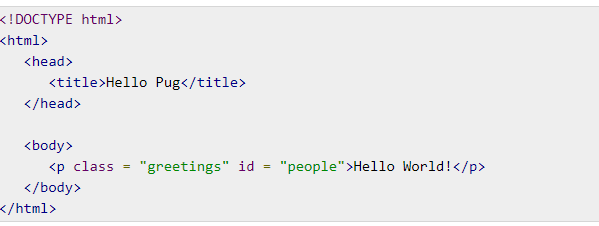 <!DOCTYPE html>
<html>
<head>
<title>Hello Pug</title>
</head>
<body>
<p class = "greetings" id = "people">Hello World!</p>
</body>
</html>